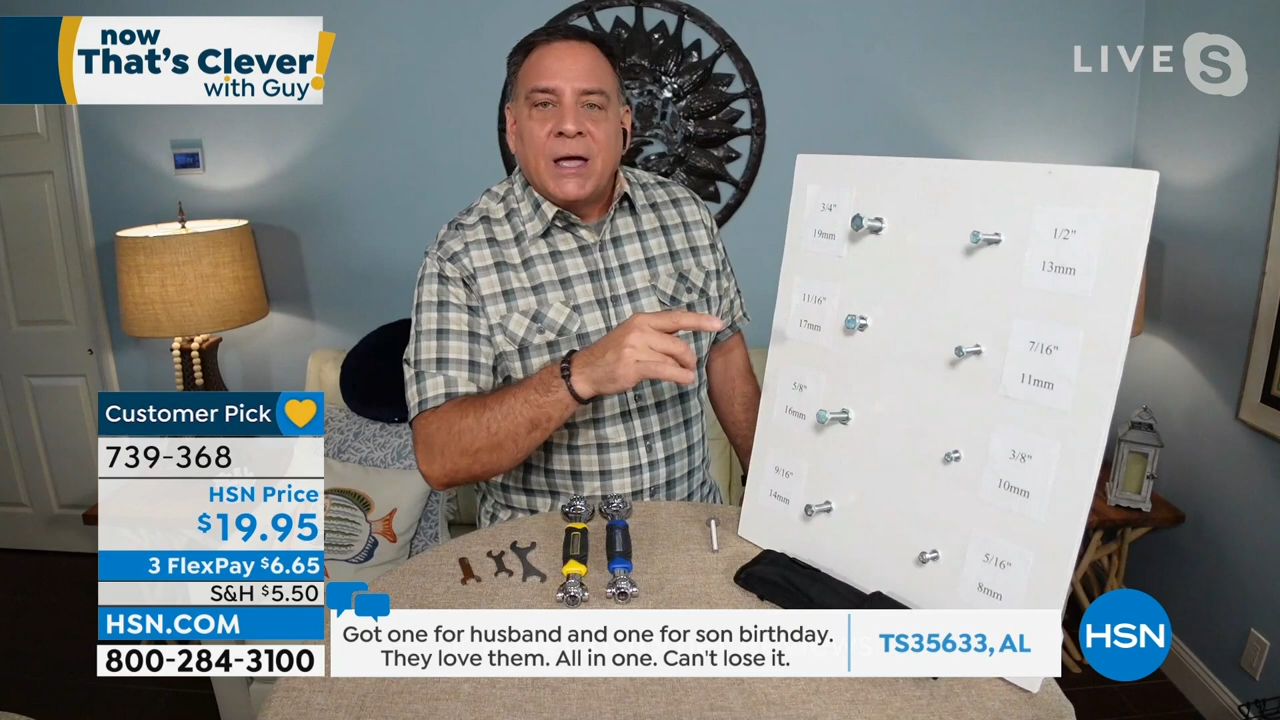 now
That's Clever!
with Guy
LIVE S
3/4"
19mm
1/2"
13mm
11/16"
17mm
7/16"
11mm
5/8"
16mm
3/8"
10mm
9/16"
14mm
5/16"
8mm
Customer Pick
739-368
HSN Price
$19.95
3 FlexPay $6.65
S&H $5.50
HSN.COM
800-284-3100
Got one for husband and one for son birthday.
They love them. All in one. Can't lose it.
TS35633, AL
HSN